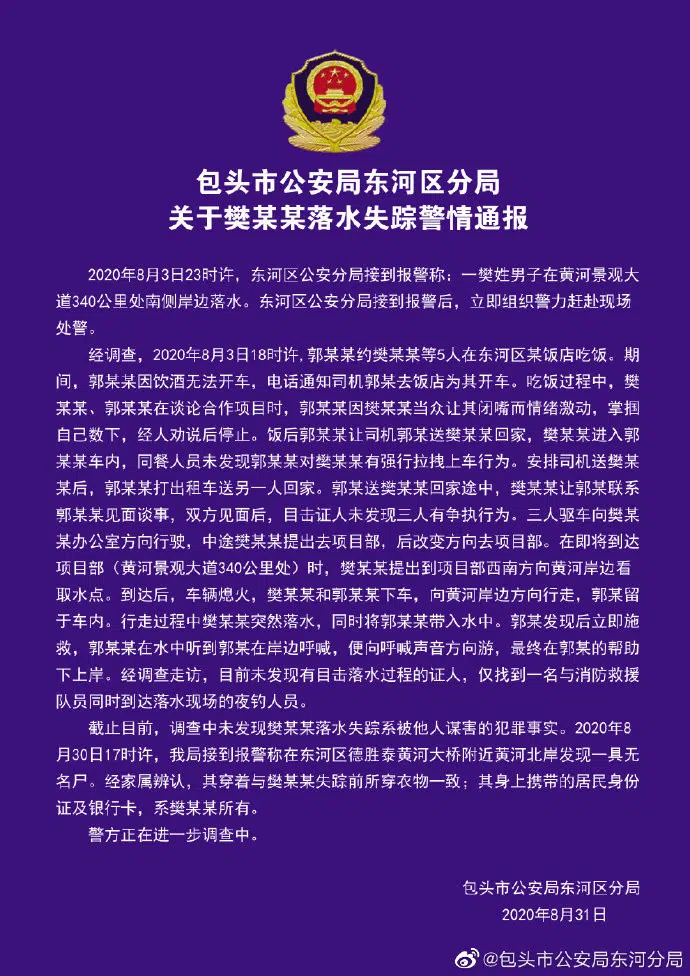 包头市公安局东河区分局
关于樊某某落水失踪警情通报
2020年8月3日23时许，东河区公安分局接到报警称：一樊姓男子在黄河景观大
道340公里处南侧岸边落水。东河区公安分局接到报警后，立即组织警力赶赴现场
处警。
经调查，2020年8月3日18时许,郭某某约樊某某等5人在东河区某饭店吃饭。期
间，郭某某因饮酒无法开车，电话通知司机郭某去饭店为其开车。吃饭过程中，樊
某某、郭某某在谈论合作项目时，郭某某因樊某某当众让其闭嘴而情绪激动，掌掴
自己数下，经人劝说后停止。饭后郭某某让司机郭某送樊某某回家，樊某某进入郭
某某车内，同餐人员未发现郭某某对樊某某有强行拉拽上车行为。安排司机送樊某
某后，郭某某打出租车送另一人回家。郭某送樊某某回家途中，樊某某让郭某联系
郭某某见面谈事，双方见面后，目击证人未发现三人有争执行为。三人驱车向樊某
某办公室方向行驶，中途樊某某提出去项目部，后改变方向去项目部。在即将到达
项目部（黄河景观大道340公里处）时，樊某某提出到项目部西南方向黄河岸边看
取水点。到达后，车辆熄火，樊某某和郭某某下车，向黄河岸边方向行走，郭某留
于车内。行走过程中樊某某突然落水，同时将郭某某带入水中。郭某发现后立即施
救，郭某某在水中听到郭某在岸边呼喊，便向呼喊声音方向游，最终在郭某的帮助
下上岸。经调查走访，目前未发现有目击落水过程的证人，仅找到一名与消防救援
队员同时到达落水现场的夜钓人员。
截止目前，调查中未发现樊某某落水失踪系被他人谋害的犯罪事实。2020年8
月30日17时许，我局接到报警称在东河区德胜泰黄河大桥附近黄河北岸发现一具无
名尸。经家属辨认，其穿着与樊某某失踪前所穿衣物一致；其身上携带的居民身份
证及银行卡，系樊某某所有。
警方正在进一步调查中。
包头市公安局东河区分局
2020年8月31日
@包头市公安局东河区分局